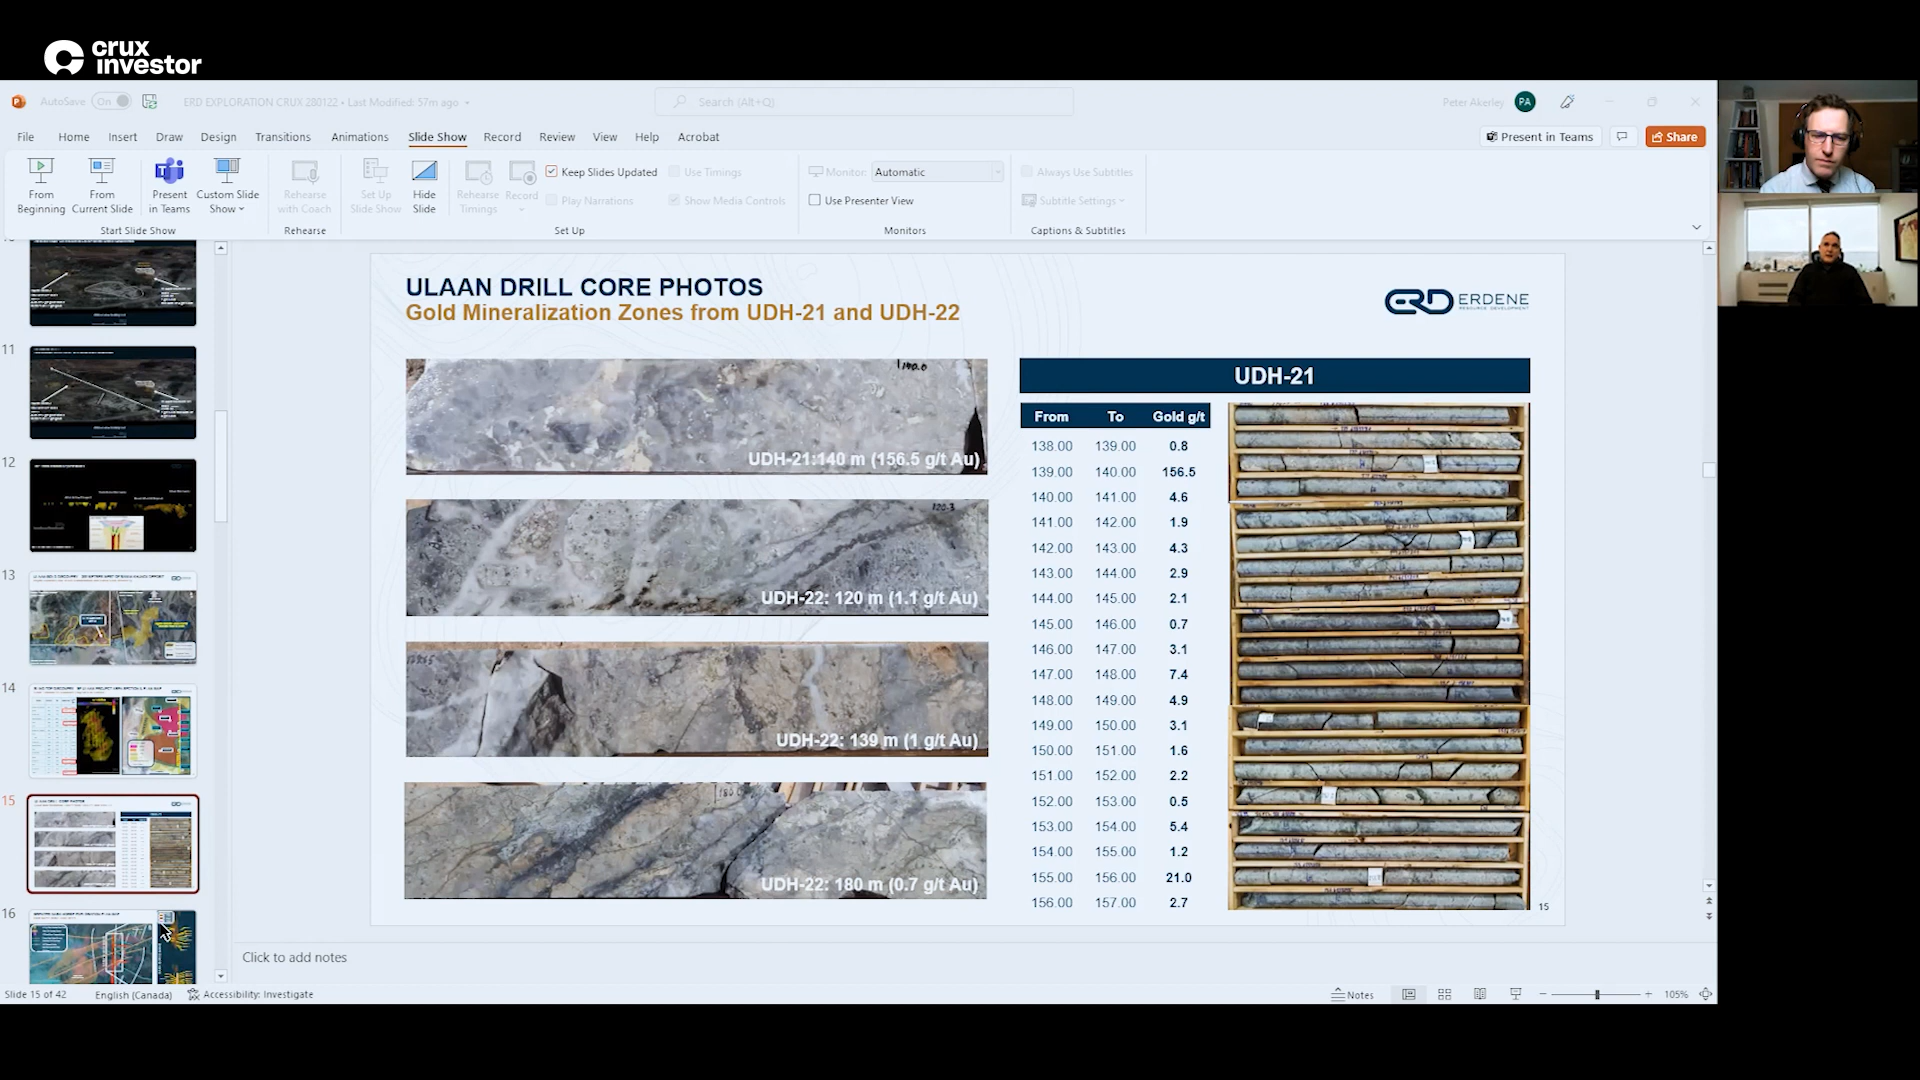 crux
investor
AutoSave On
ERD EXPLORATION CRUX 280122 • Last Modified: 57m ago
Search (Alt+Q)
Peter Akerley PA
File Home Insert Draw Design Transitions Animations Slide Show Record Review View Help Acrobat
Present in Teams
Share
From Beginning
From Current Slide
Present in Teams
Custom Slide Show
Rehearse with Coach
Set Up Slide Show
Hide Slide
Rehearse Timings
Record
Keep Slides Updated
Play Narrations
Use Timings
Show Media Controls
Monitor: Automatic
Use Presenter View
Always Use Subtitles
Subtitle Settings
Start Slide Show
Rehearse
Set Up
Monitors
Captions & Subtitles
11
12
13
14
15
16
ULAAN DRILL CORE PHOTOS
Gold Mineralization Zones from UDH-21 and UDH-22
ERD ERDENE
RESOURCE DEVELOPMENT
140.0
UDH-21:140 m (156.5 g/t Au)
120.3
UDH-22: 120 m (1.1 g/t Au)
UDH-22: 139 m (1 g/t Au)
UDH-22: 180 m (0.7 g/t Au)
UDH-21
From To Gold g/t
138.00 139.00 0.8
139.00 140.00 156.5
140.00 141.00 4.6
141.00 142.00 1.9
142.00 143.00 4.3
143.00 144.00 2.9
144.00 145.00 2.1
145.00 146.00 0.7
146.00 147.00 3.1
147.00 148.00 7.4
148.00 149.00 4.9
149.00 150.00 3.1
150.00 151.00 1.6
151.00 152.00 2.2
152.00 153.00 0.5
153.00 154.00 5.4
154.00 155.00 1.2
155.00 156.00 21.0
156.00 157.00 2.7
15
Click to add notes
Slide 15 of 42
English (Canada)
Accessibility: Investigate
Notes
105%